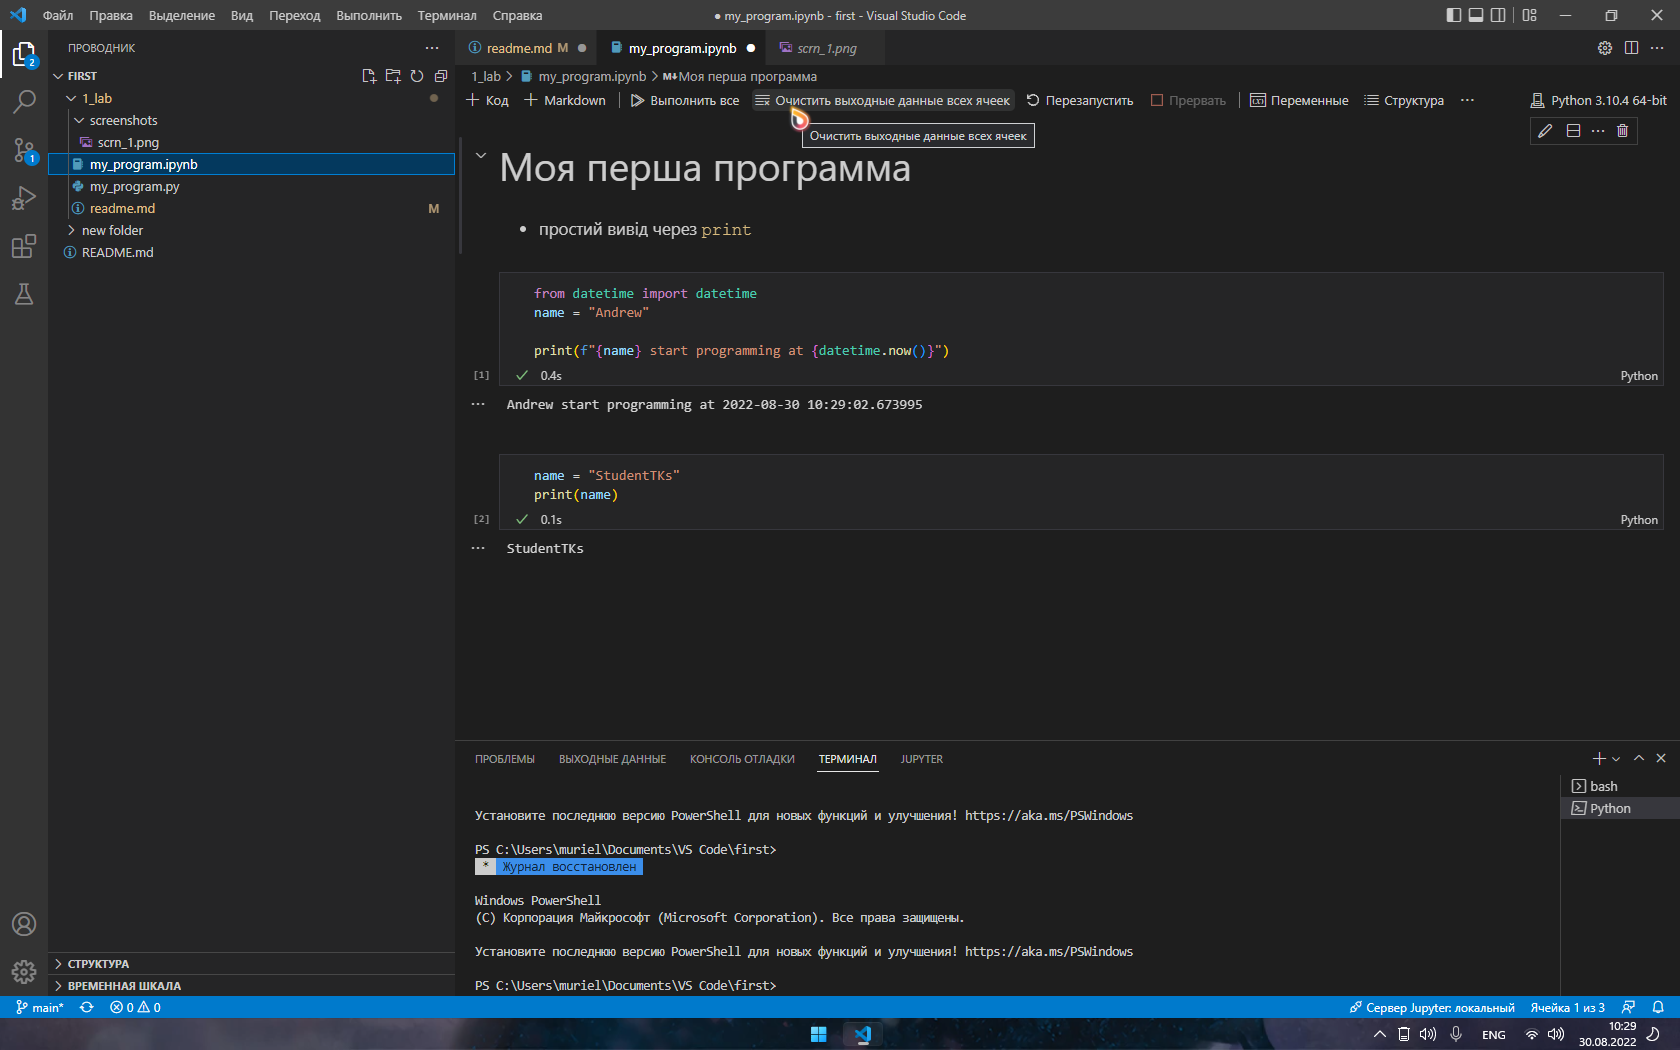 Файл Правка Выделение Вид Переход Выполнить Терминал Справка
● my_program.ipynb - first - Visual Studio Code
2
1
ПРОВОДНИК
FIRST
1_lab
screenshots
scrn_1.png
my_program.ipynb
my_program.py
readme.md M
new folder
README.md
СТРУКТУРА
ВРЕМЕННАЯ ШКАЛА
readme.md M
my_program.ipynb
scrn_1.png
1_lab > my_program.ipynb > M↓Моя перша программа
+ Код + Markdown Выполнить все Очистить выходные данные всех ячеек Перезапустить Прервать Переменные Структура ...
Python 3.10.4 64-bit
Очистить выходные данные всех ячеек
Моя перша программа
• простий вивід через print
from datetime import datetime
name = "Andrew"
print(f"{name} start programming at {datetime.now()}")
[1] ✓ 0.4s Python
Andrew start programming at 2022-08-30 10:29:02.673995
name = "StudentTKs"
print(name)
[2] ✓ 0.1s Python
StudentTKs
ПРОБЛЕМЫ ВЫХОДНЫЕ ДАННЫЕ КОНСОЛЬ ОТЛАДКИ ТЕРМИНАЛ JUPYTER
Установите последнюю версию PowerShell для новых функций и улучшения! https://aka.ms/PSWindows
PS C:\Users\muriel\Documents\VS Code\first>
* Журнал восстановлен
Windows PowerShell
(C) Корпорация Майкрософт (Microsoft Corporation). Все права защищены.
Установите последнюю версию PowerShell для новых функций и улучшения! https://aka.ms/PSWindows
PS C:\Users\muriel\Documents\VS Code\first>
bash
Python
main* 0 0
Сервер Jupyter: локальный Ячейка 1 из 3
ENG
10:29
30.08.2022